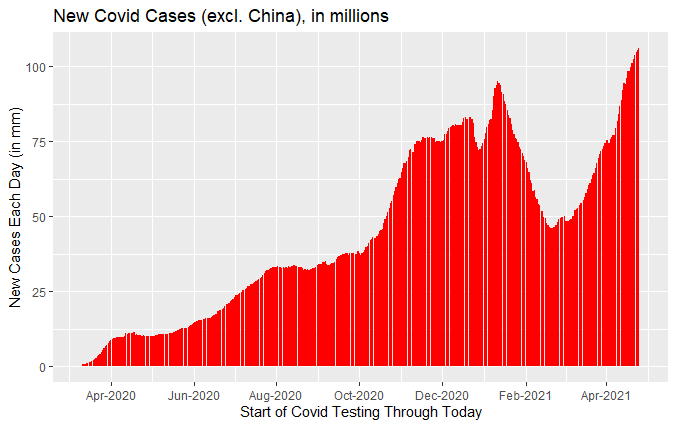 New Covid Cases (excl. China), in millions
New Cases Each Day (in mm)
100
75
50
25
0
Apr-2020 Jun-2020 Aug-2020 Oct-2020 Dec-2020 Feb-2021 Apr-2021
Start of Covid Testing Through Today